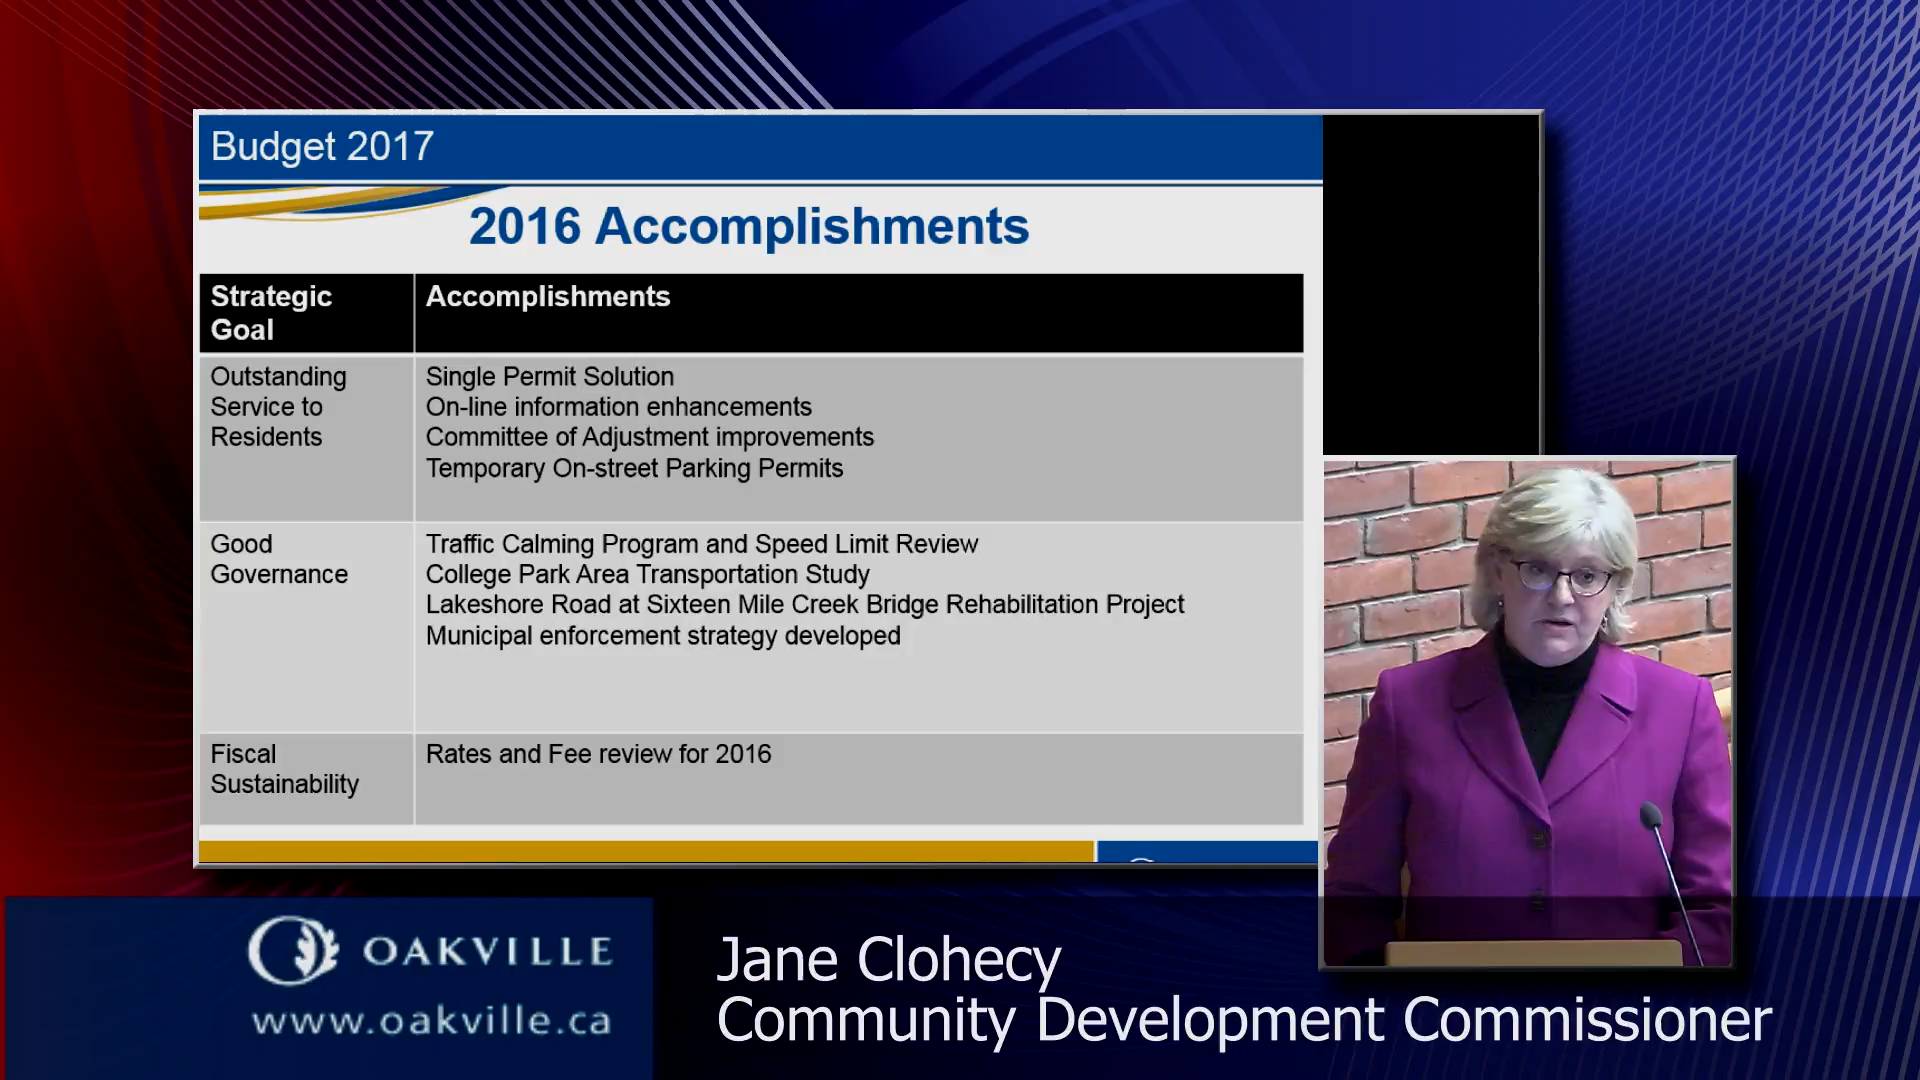 Budget 2017
2016 Accomplishments
Strategic
Goal
Accomplishments
Outstanding
Service to
Residents
Single Permit Solution
On-line information enhancements
Committee of Adjustment improvements
Temporary On-street Parking Permits
Good
Governance
Traffic Calming Program and Speed Limit Review
College Park Area Transportation Study
Lakeshore Road at Sixteen Mile Creek Bridge Rehabilitation Project
Municipal enforcement strategy developed
Fiscal
Sustainability
Rates and Fee review for 2016
OAKVILLE
www.oakville.ca
Jane Clohecy
Community Development Commissioner